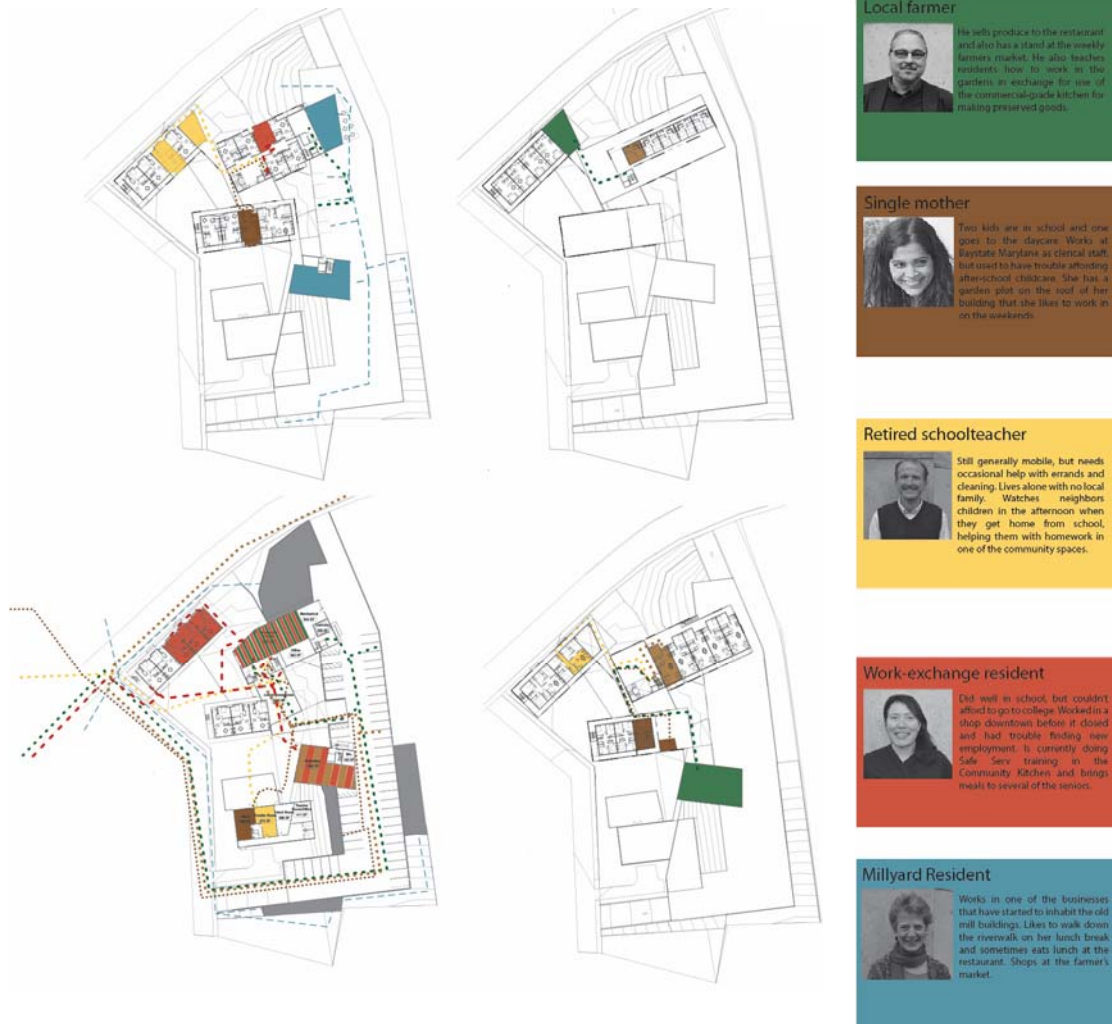 Local farmer
He sells produce to the restaurant
and also has a stand at the weekly
farmers market. He also teaches
residents how to work in the
gardens in exchange for use of
the commercial-grade kitchen for
making preserved goods.
Single mother
Two kids are in school and one
goes to the daycare. Works at
Baystate Marylane as clerical staff,
but used to have trouble affording
after-school childcare. She has a
garden plot on the roof of her
building that she likes to work in
on the weekends.
Retired schoolteacher
Still generally mobile, but needs
occasional help with errands and
cleaning. Lives alone with no local
family. Watches neighbors
children in the afternoon when
they get home from school,
helping them with homework in
one of the community spaces.
Work-exchange resident
Did well in school, but couldn't
afford to go to college. Worked in a
shop downtown before it closed
and had trouble finding new
employment. Is currently doing
Safe Serv training in the
Community Kitchen and brings
meals to several of the seniors.
Millyard Resident
Works in one of the businesses
that have started to inhabit the old
mill buildings. Likes to walk down
the riverwalk on her lunch break
and sometimes eats lunch at the
restaurant. Shops at the farmer's
market.